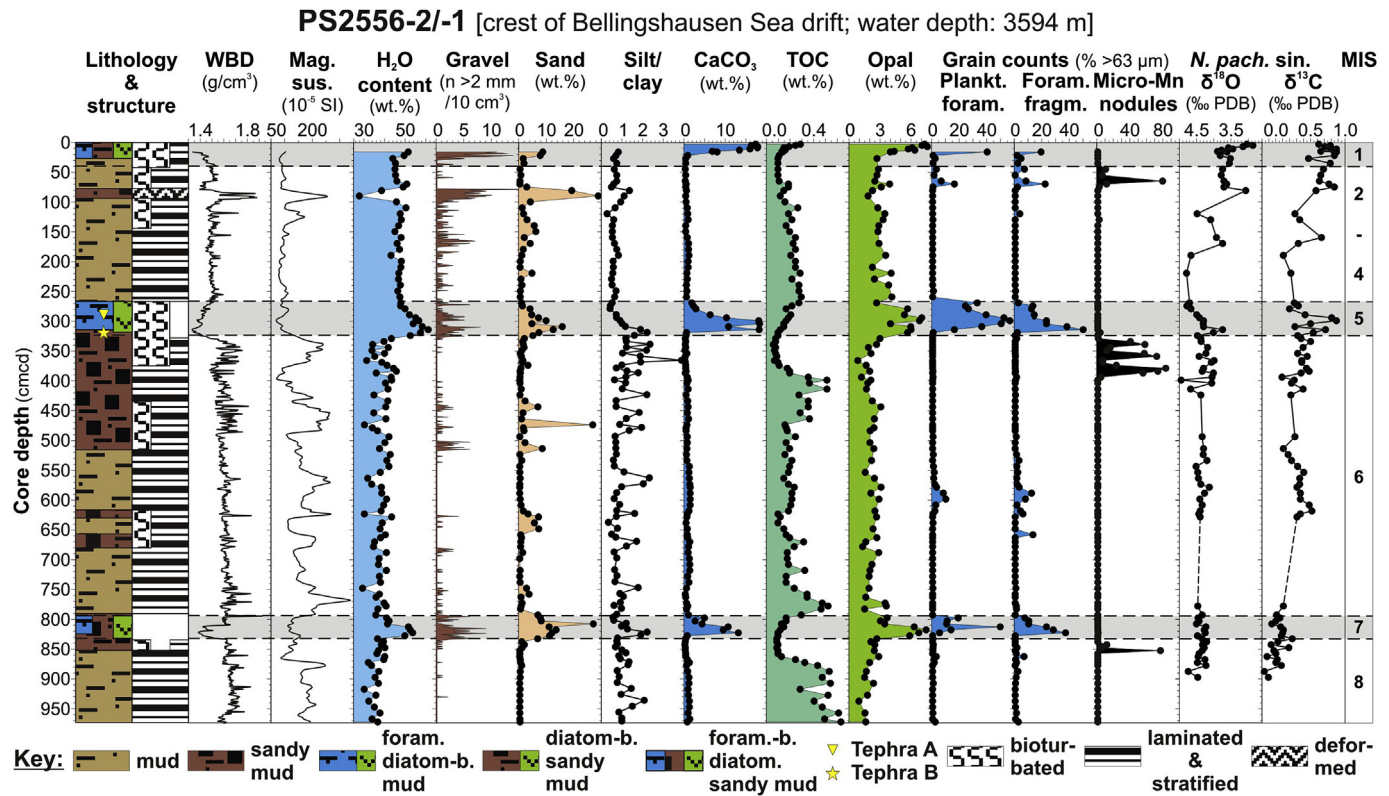 PS2556-2/-1 [crest of Bellingshausen Sea drift; water depth: 3594 m]
Lithology & structure
WBD (g/cm³)
Mag. sus. (10⁻⁵ SI)
H₂O content (wt.%)
Gravel (n >2 mm /10 cm³)
Sand (wt.%)
Silt/ clay
CaCO₃ (wt.%)
TOC (wt.%)
Opal (wt.%)
Grain counts (% >63 µm)
Plankt. foram.
Foram. fragm.
Micro-Mn nodules
N. pach. sin.
δ¹⁸O (‰ PDB)
δ¹³C (‰ PDB)
MIS
1.4 1.8 50 200 30 50 0 5 10 0 10 20 0 1 2 3 0 10 0.0 0.4 0 3 6 0 20 40 0 20 40 0 40 80 4.5 3.5 0.0 0.5 1.0
Core depth (cmcd)
0
50
100
150
200
250
300
350
400
450
500
550
600
650
700
750
800
850
900
950
1
2
-
4
5
6
7
8
Key:
mud
sandy mud
foram. diatom-b. mud
diatom-b. sandy mud
foram.-b. diatom. sandy mud
Tephra A
Tephra B
biotur-bated
laminated & stratified
defor-med